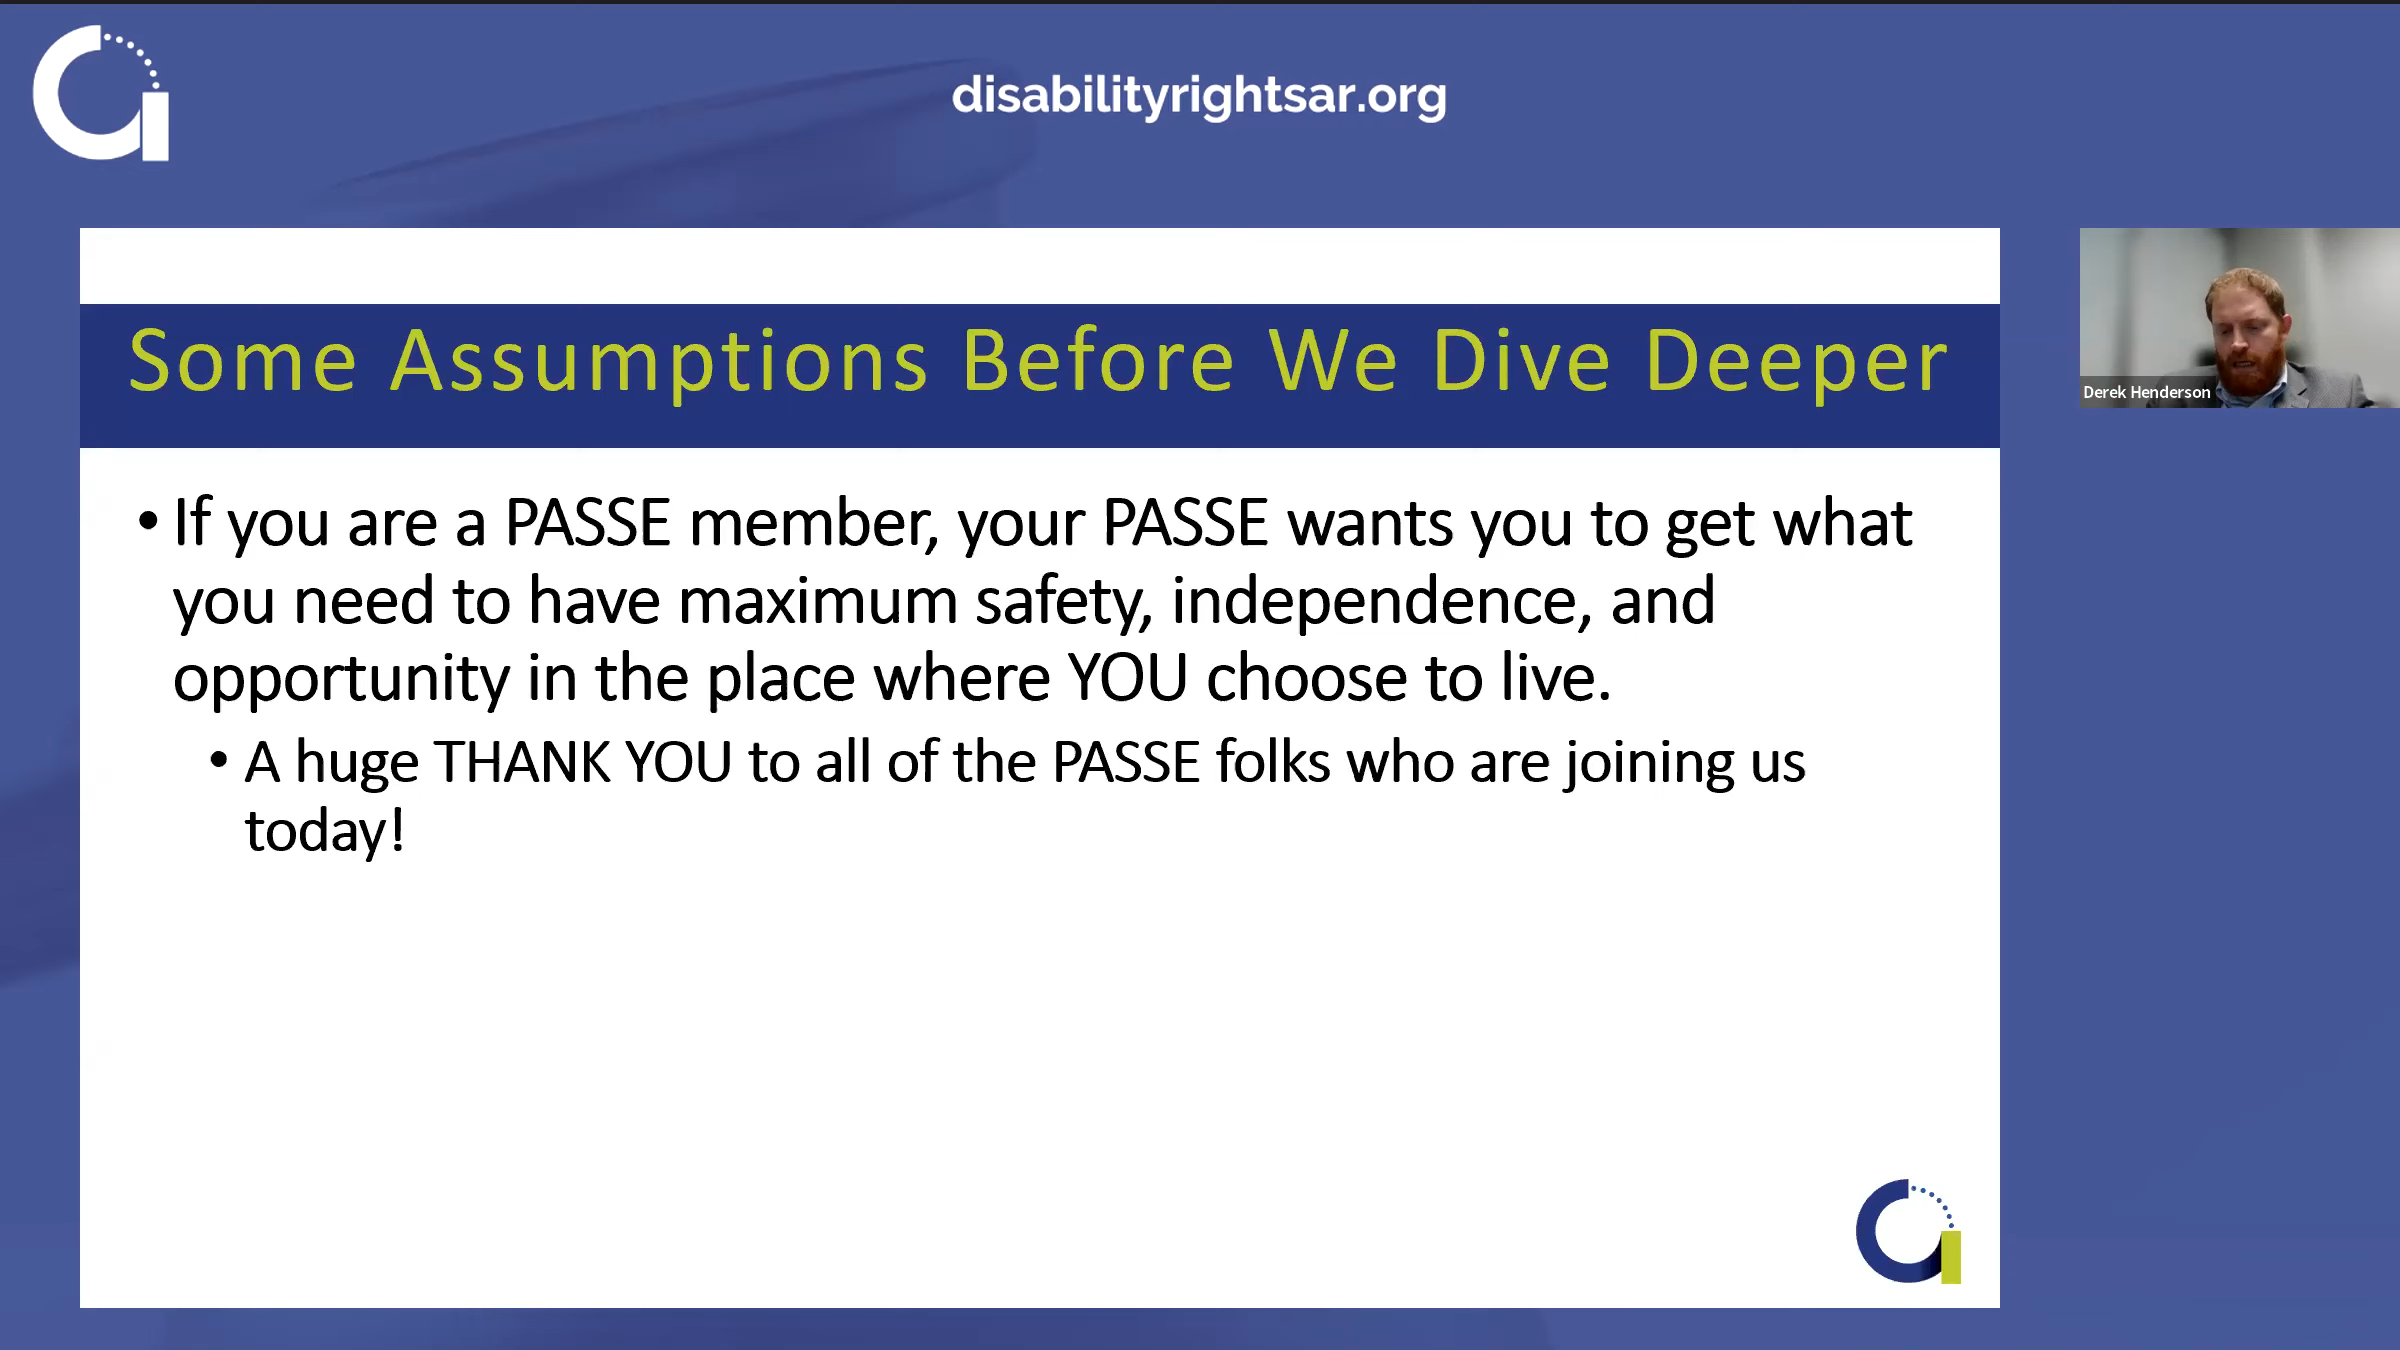 disabilityrightsar.org
Some Assumptions Before We Dive Deeper
Derek Henderson
• If you are a PASSE member, your PASSE wants you to get what
you need to have maximum safety, independence, and
opportunity in the place where YOU choose to live.
• A huge THANK YOU to all of the PASSE folks who are joining us
today!